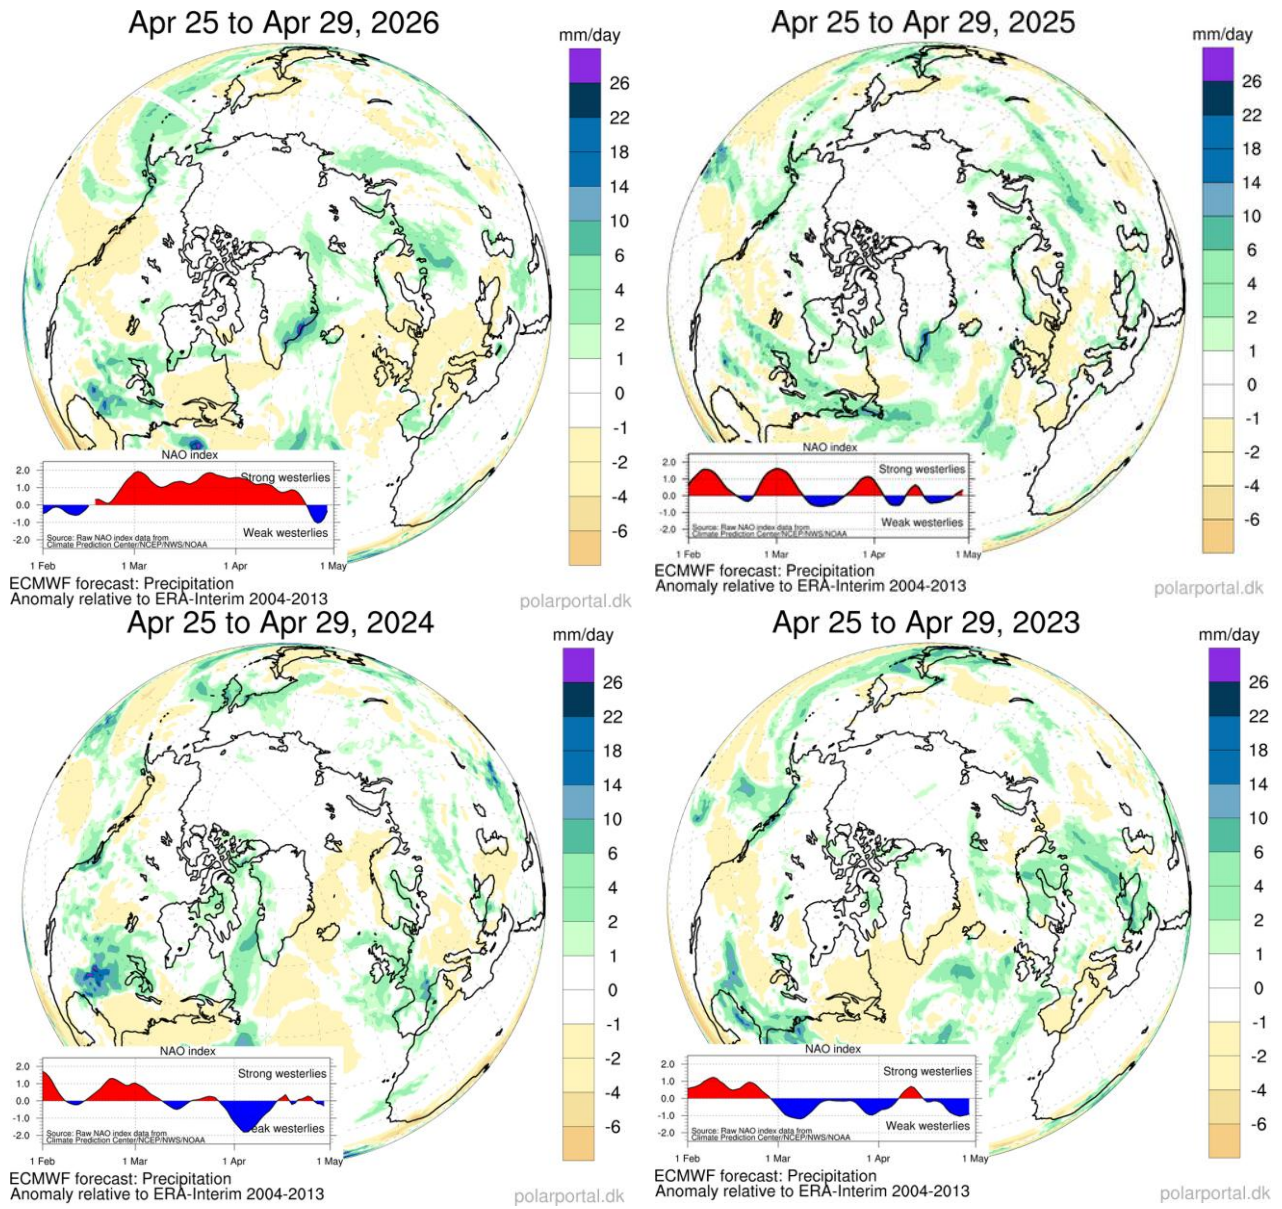 Apr 25 to Apr 29, 2026
mm/day
26
22
18
14
10
6
4
2
1
0
-1
-2
-4
-6
NAO index
2.0
1.0
0.0
-1.0
-2.0
Strong westerlies
Weak westerlies
Source: Raw NAO index data from
Climate Prediction Center/NCEP/NWS/NOAA
1 Feb
1 Mar
1 Apr
1 May
ECMWF forecast: Precipitation
Anomaly relative to ERA-Interim 2004-2013
polarportal.dk
Apr 25 to Apr 29, 2025
mm/day
26
22
18
14
10
6
4
2
1
0
-1
-2
-4
-6
NAO index
2.0
1.0
0.0
-1.0
-2.0
Strong westerlies
Weak westerlies
Source: Raw NAO index data from
Climate Prediction Center/NCEP/NWS/NOAA
1 Feb
1 Mar
1 Apr
1 May
ECMWF forecast: Precipitation
Anomaly relative to ERA-Interim 2004-2013
polarportal.dk
Apr 25 to Apr 29, 2024
mm/day
26
22
18
14
10
6
4
2
1
0
-1
-2
-4
-6
NAO index
2.0
1.0
0.0
-1.0
-2.0
Strong westerlies
Weak westerlies
Source: Raw NAO index data from
Climate Prediction Center/NCEP/NWS/NOAA
1 Feb
1 Mar
1 Apr
1 May
ECMWF forecast: Precipitation
Anomaly relative to ERA-Interim 2004-2013
polarportal.dk
Apr 25 to Apr 29, 2023
mm/day
26
22
18
14
10
6
4
2
1
0
-1
-2
-4
-6
NAO index
2.0
1.0
0.0
-1.0
-2.0
Strong westerlies
Weak westerlies
Source: Raw NAO index data from
Climate Prediction Center/NCEP/NWS/NOAA
1 Feb
1 Mar
1 Apr
1 May
ECMWF forecast: Precipitation
Anomaly relative to ERA-Interim 2004-2013
polarportal.dk